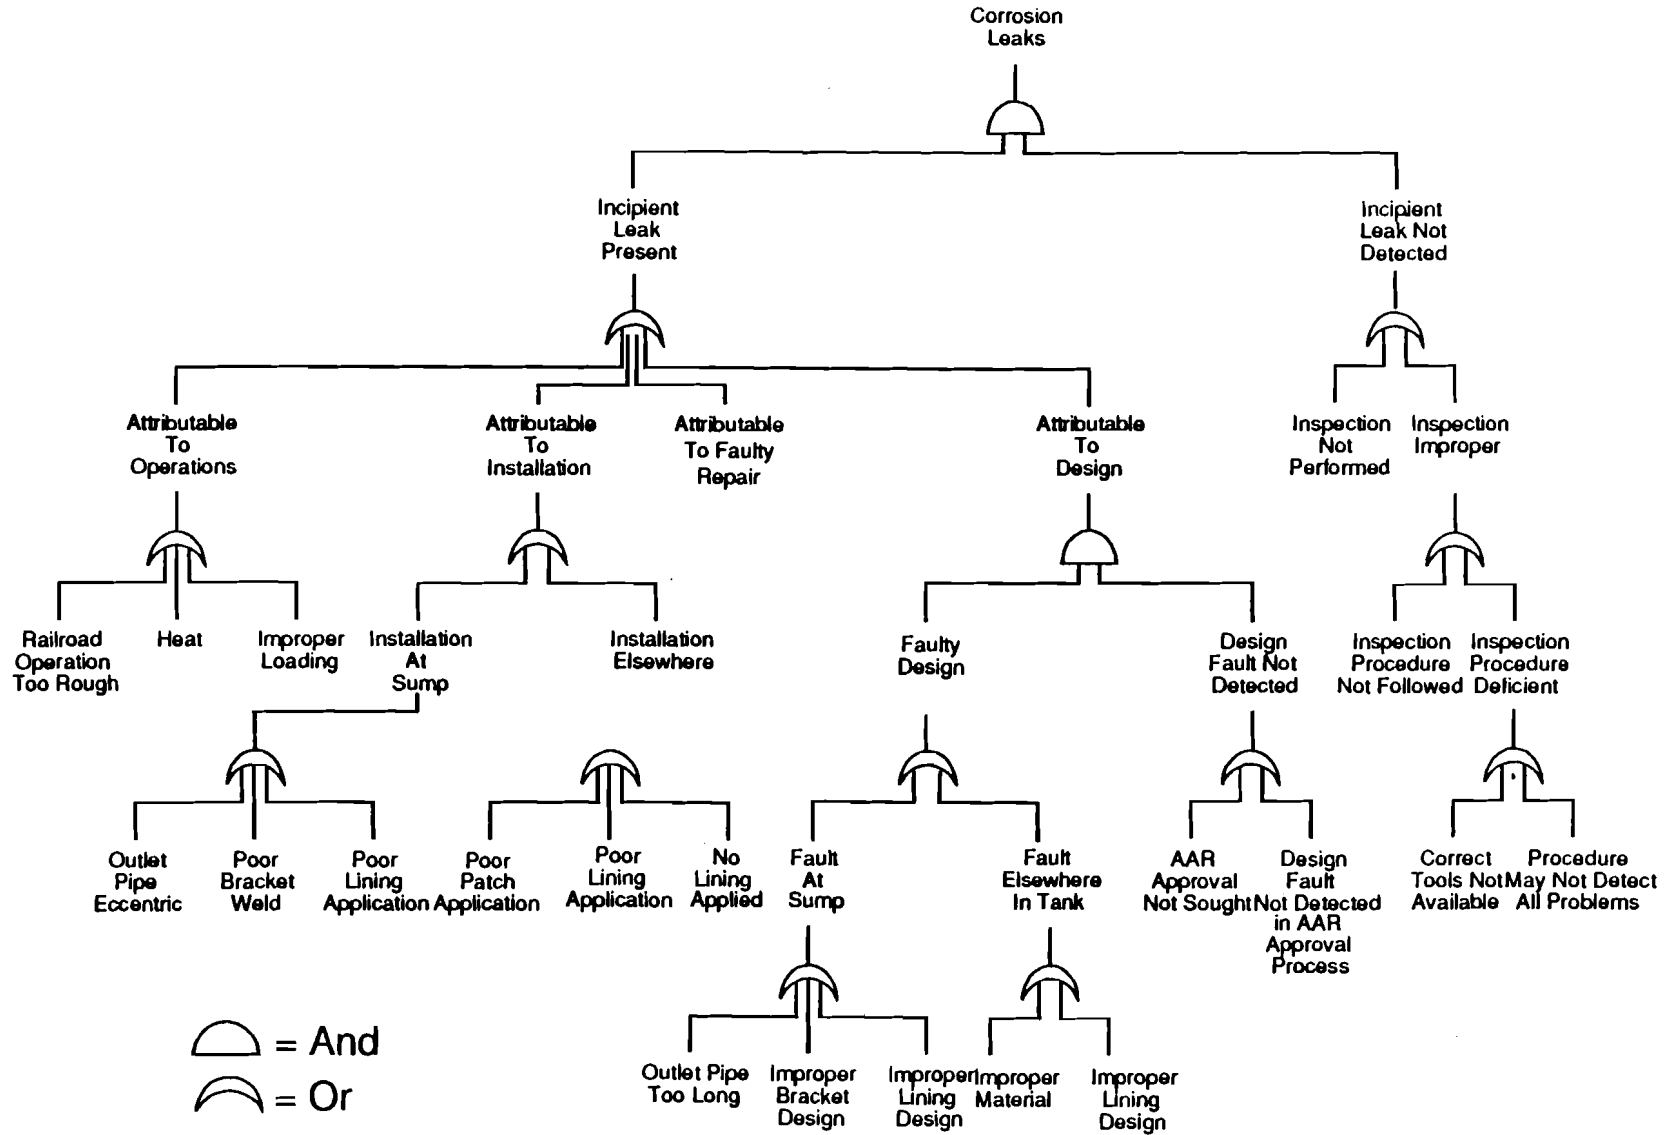 Corrosion
Leaks
Incipient
Leak
Present
Incipient
Leak Not
Detected
Attributable
To
Operations
Attributable
To
Installation
Attributable
To Faulty
Repair
Attributable
To
Design
Inspection
Not
Performed
Inspection
Improper
Railroad
Operation
Too Rough
Heat
Improper
Loading
Installation
At
Sump
Installation
Elsewhere
Faulty
Design
Design
Fault Not
Detected
Inspection
Procedure
Not Followed
Inspection
Procedure
Deficient
Outlet
Pipe
Eccentric
Poor
Bracket
Weld
Poor
Lining
Application
Poor
Patch
Application
Poor
Lining
Application
No
Lining
Applied
Fault
At
Sump
Fault
Elsewhere
In Tank
AAR
Approval
Not Sought
Design
Fault
Not Detected
in AAR
Approval
Process
Correct
Tools Not
Available
Procedure
May Not Detect
All Problems
Outlet Pipe
Too Long
Improper
Bracket
Design
Improper
Lining
Design
Improper
Material
Improper
Lining
Design
= And
= Or